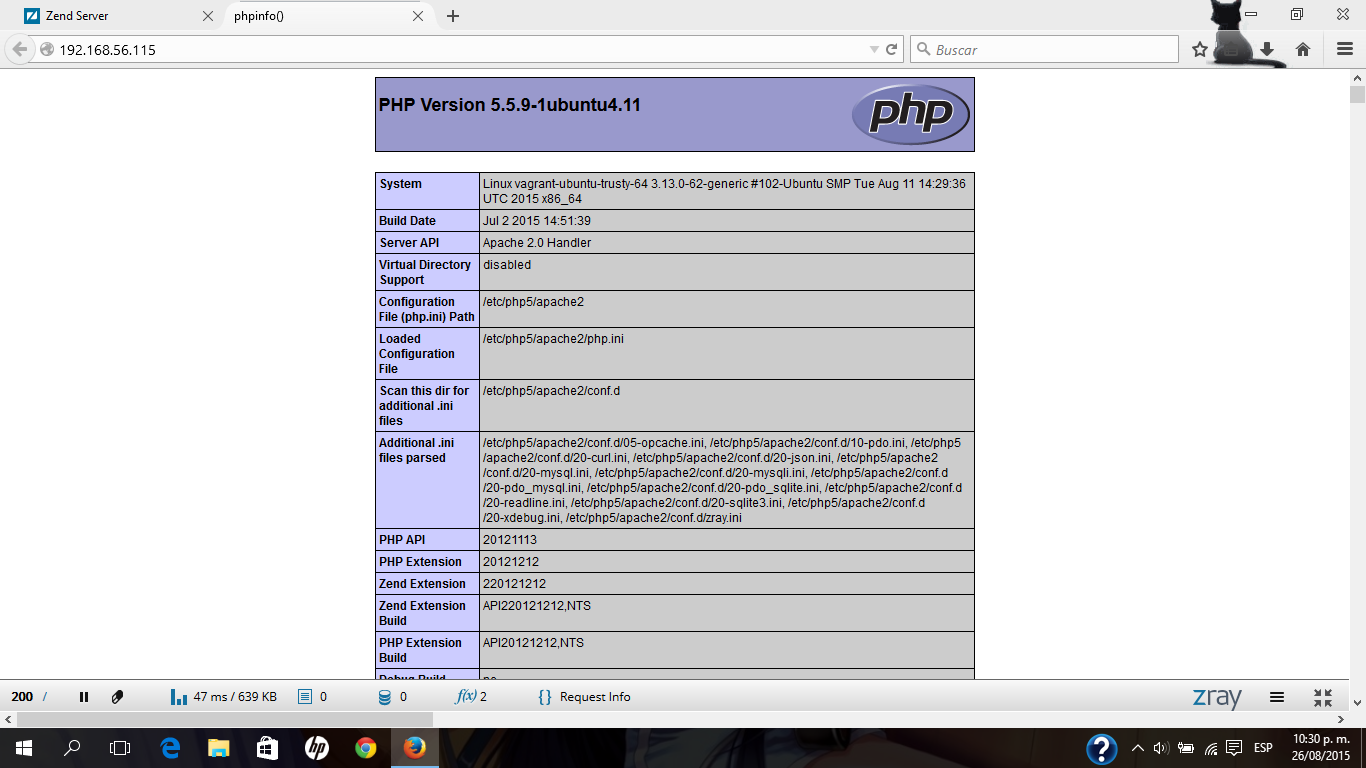 Zend Server
phpinfo()
192.168.56.115
Buscar
PHP Version 5.5.9-1ubuntu4.11
php
System
Linux vagrant-ubuntu-trusty-64 3.13.0-62-generic #102-Ubuntu SMP Tue Aug 11 14:29:36
UTC 2015 x86_64
Build Date
Jul 2 2015 14:51:39
Server API
Apache 2.0 Handler
Virtual Directory
Support
disabled
Configuration
File (php.ini) Path
/etc/php5/apache2
Loaded
Configuration
File
/etc/php5/apache2/php.ini
Scan this dir for
additional .ini
files
/etc/php5/apache2/conf.d
Additional .ini
files parsed
/etc/php5/apache2/conf.d/05-opcache.ini, /etc/php5/apache2/conf.d/10-pdo.ini, /etc/php5
/apache2/conf.d/20-curl.ini, /etc/php5/apache2/conf.d/20-json.ini, /etc/php5/apache2
/conf.d/20-mysql.ini, /etc/php5/apache2/conf.d/20-mysqli.ini, /etc/php5/apache2/conf.d
/20-pdo_mysql.ini, /etc/php5/apache2/conf.d/20-pdo_sqlite.ini, /etc/php5/apache2/conf.d
/20-readline.ini, /etc/php5/apache2/conf.d/20-sqlite3.ini, /etc/php5/apache2/conf.d
/20-xdebug.ini, /etc/php5/apache2/conf.d/zray.ini
PHP API
20121113
PHP Extension
20121212
Zend Extension
220121212
Zend Extension
Build
API220121212,NTS
PHP Extension
Build
API20121212,NTS
Debug Build
no
200 /
47 ms / 639 KB
0
0
f(x) 2
{} Request Info
zray
hp
?
ESP
10:30 p. m.
26/08/2015